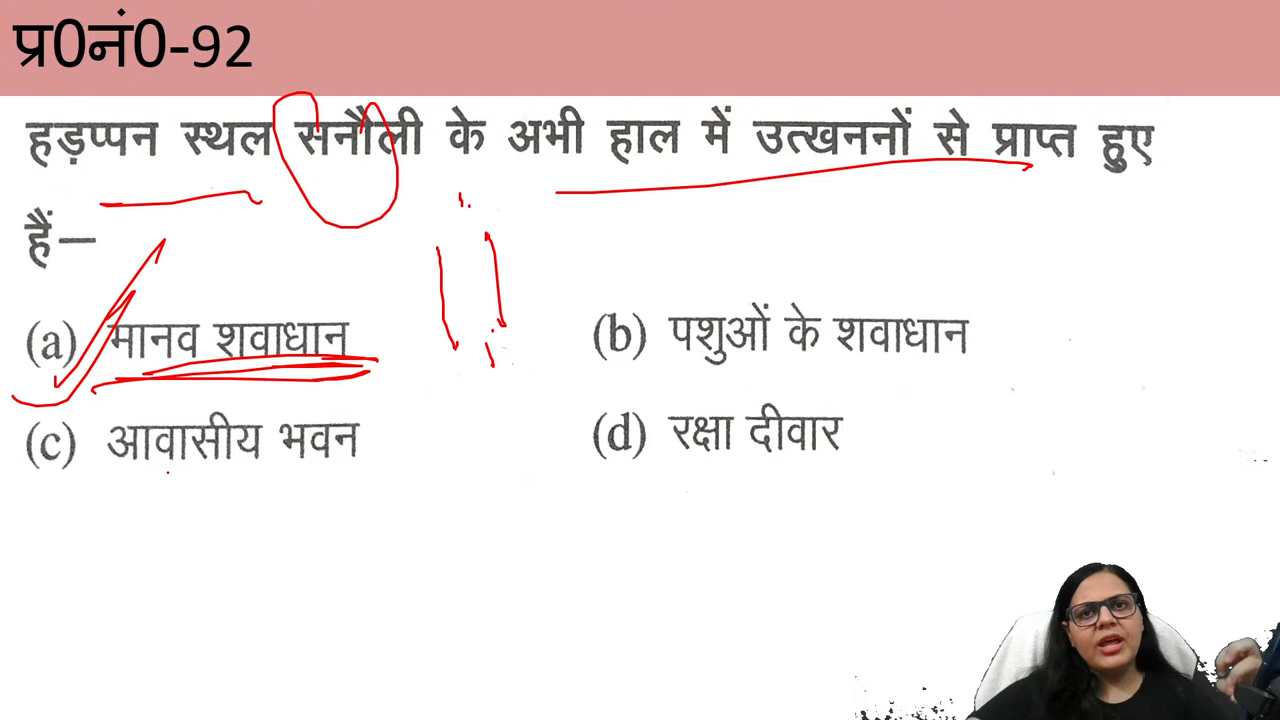 प्र0नं0-92
हड़प्पन स्थल सनौली के अभी हाल में उत्खननों से प्राप्त हुए
हैं—
(a) मानव शवाधान (b) पशुओं के शवाधान
(c) आवासीय भवन (d) रक्षा दीवार